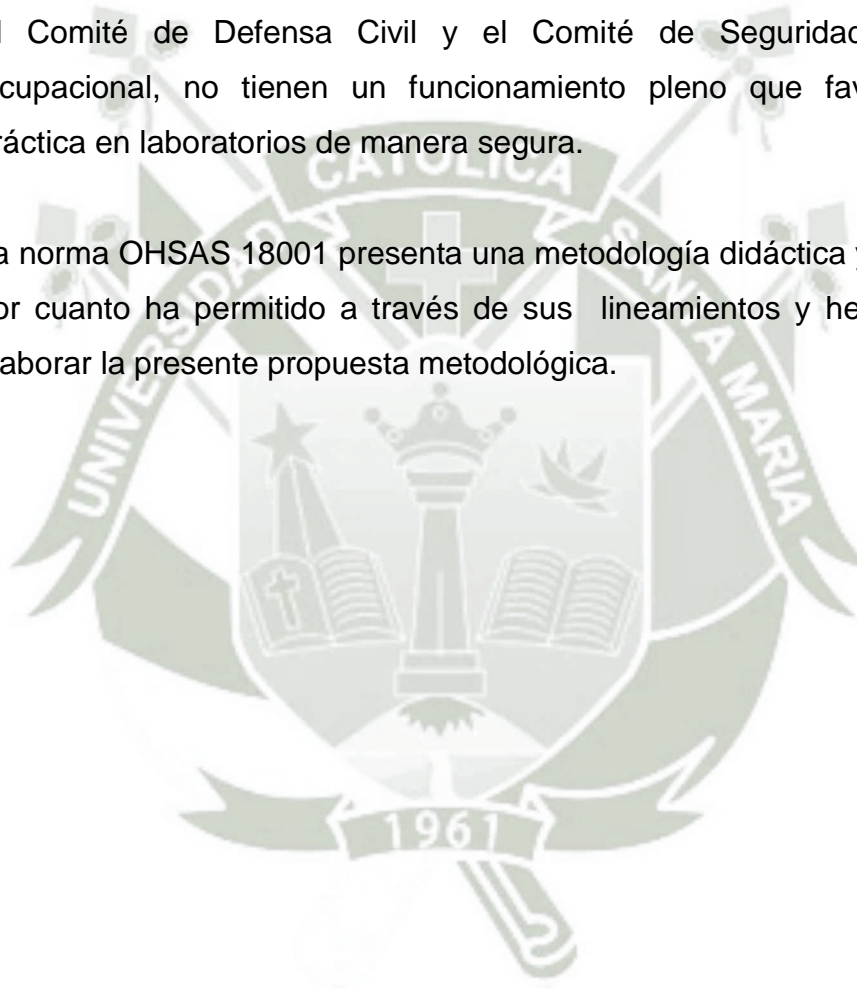 l Comité de Defensa Civil y el Comité de Seguridad
cupacional, no tienen un funcionamiento pleno que fav
ráctica en laboratorios de manera segura.
a norma OHSAS 18001 presenta una metodología didáctica y
or cuanto ha permitido a través de sus lineamientos y he
aborar la presente propuesta metodológica.
UNIVERSIDAD CATOLICA SANTA MARIA
1961